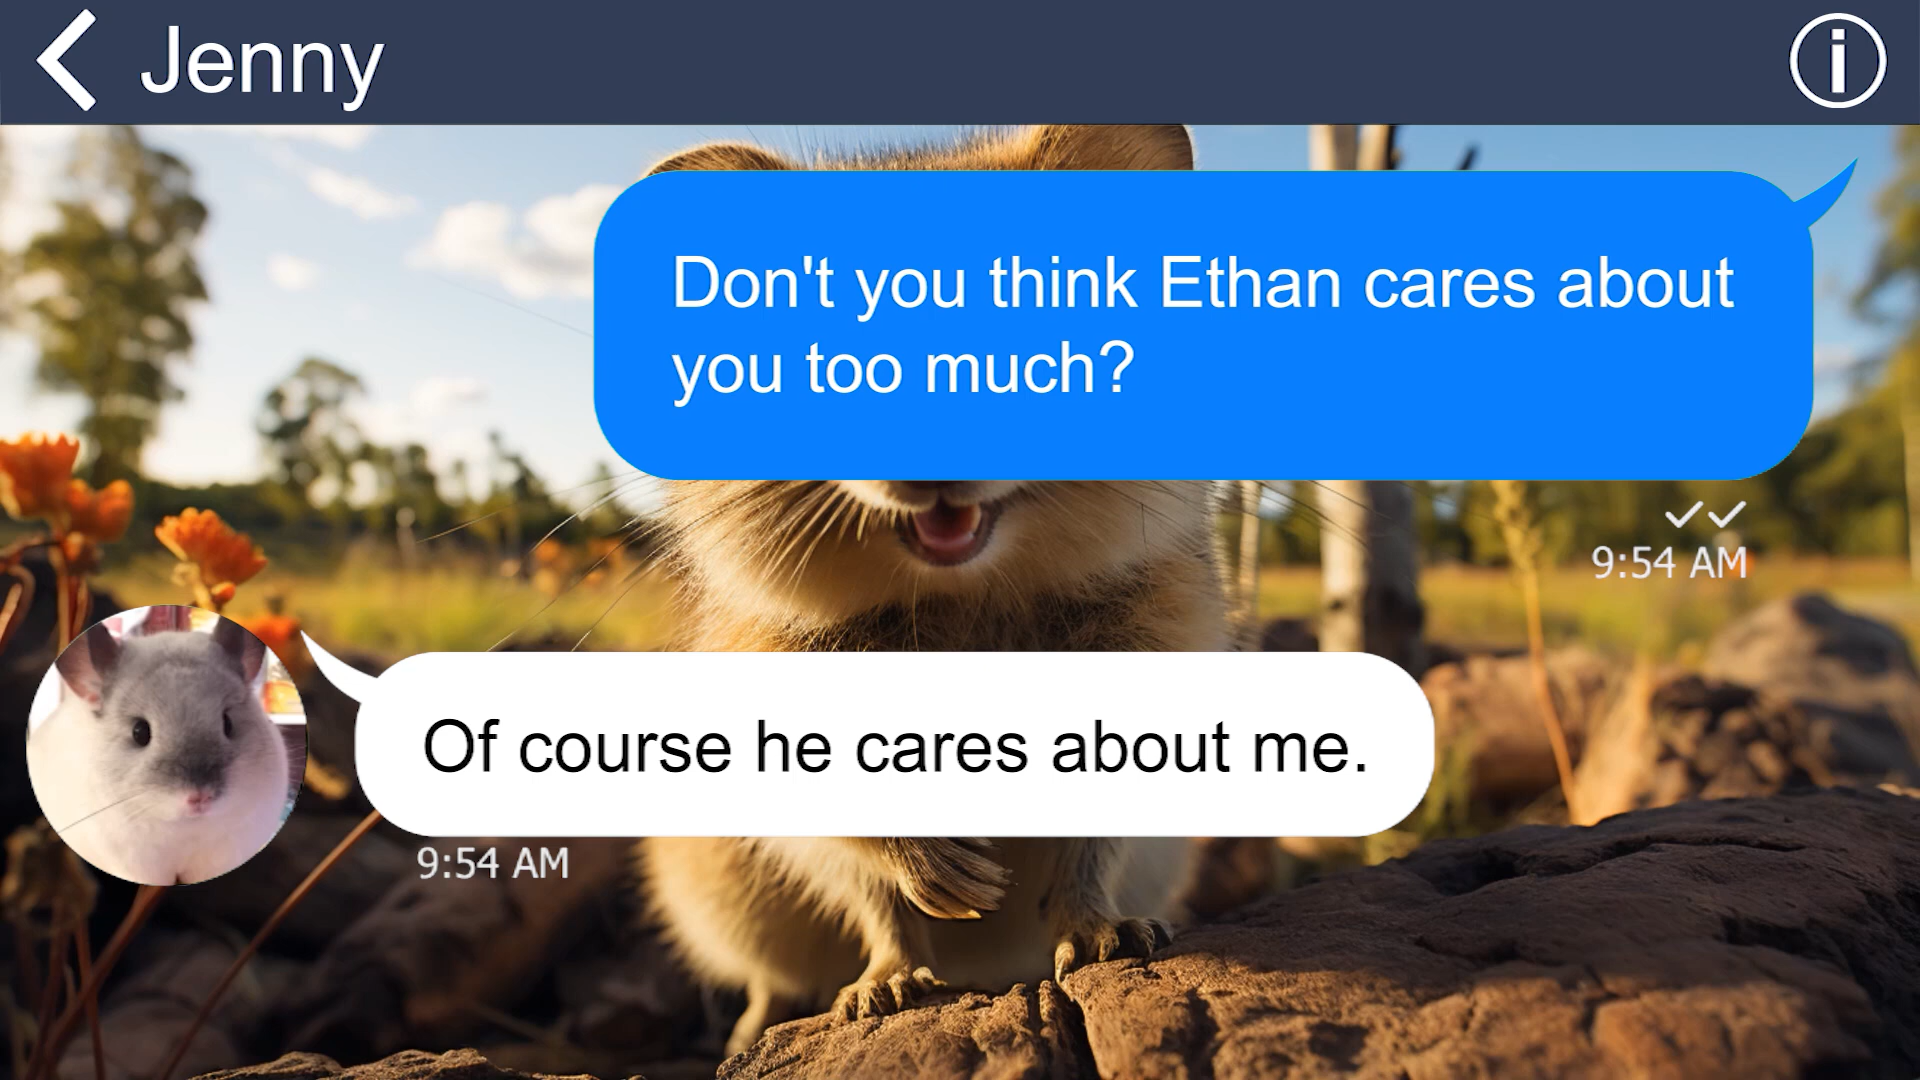 Jenny
Don't you think Ethan cares about
you too much?
9:54 AM
Of course he cares about me.
9:54 AM